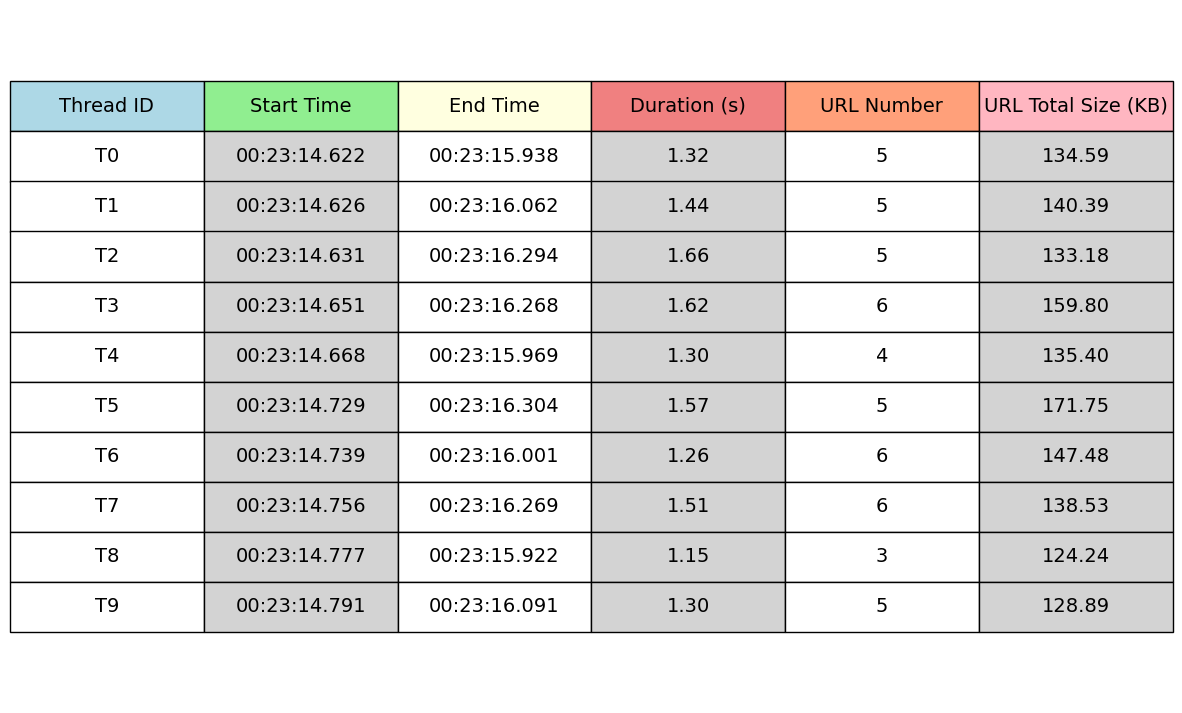 Thread ID Start Time End Time Duration (s) URL Number URL Total Size (KB)
T0 00:23:14.622 00:23:15.938 1.32 5 134.59
T1 00:23:14.626 00:23:16.062 1.44 5 140.39
T2 00:23:14.631 00:23:16.294 1.66 5 133.18
T3 00:23:14.651 00:23:16.268 1.62 6 159.80
T4 00:23:14.668 00:23:15.969 1.30 4 135.40
T5 00:23:14.729 00:23:16.304 1.57 5 171.75
T6 00:23:14.739 00:23:16.001 1.26 6 147.48
T7 00:23:14.756 00:23:16.269 1.51 6 138.53
T8 00:23:14.777 00:23:15.922 1.15 3 124.24
T9 00:23:14.791 00:23:16.091 1.30 5 128.89